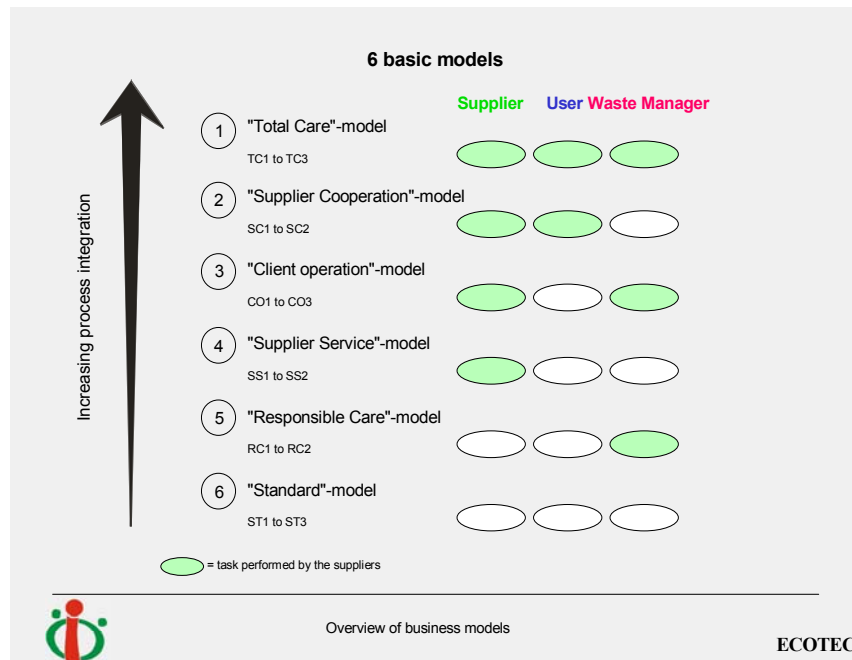 6 basic models
Supplier User Waste Manager
1 "Total Care"-model
TC1 to TC3
2 "Supplier Cooperation"-model
SC1 to SC2
3 "Client operation"-model
CO1 to CO3
4 "Supplier Service"-model
SS1 to SS2
5 "Responsible Care"-model
RC1 to RC2
6 "Standard"-model
ST1 to ST3
Increasing process integration
= task performed by the suppliers
Overview of business models
ECOTEC